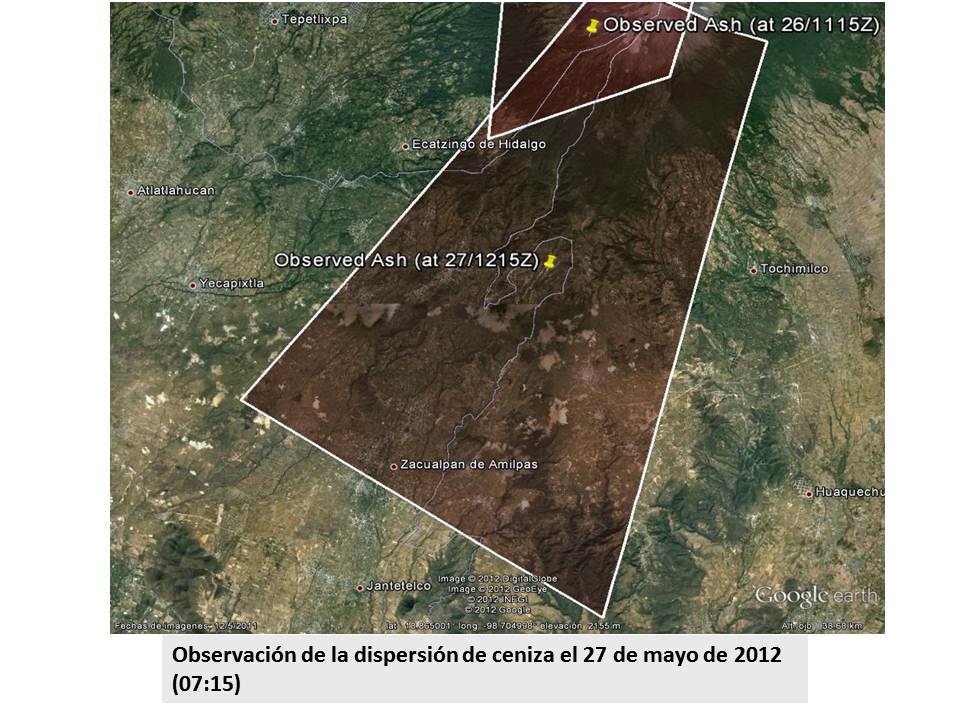 Tepetlixpa
Observed Ash (at 26/1115Z)
Ecatzingo de Hidalgo
Atlatlahucan
Observed Ash (at 27/1215Z)
Tochimilco
Yecapixtla
Zacualpan de Amilpas
Huaquechu
Jantetelco
Image © 2012 DigitalGlobe
Image © 2012 GeoEye
© 2012 INEGI
© 2012 Google
Google earth
Fechas de imágenes: 12/5/2011
lat 18.865001° long -98.704998° elevación 2155 m
Alt. ojo 38.68 km
Observación de la dispersión de ceniza el 27 de mayo de 2012
(07:15)